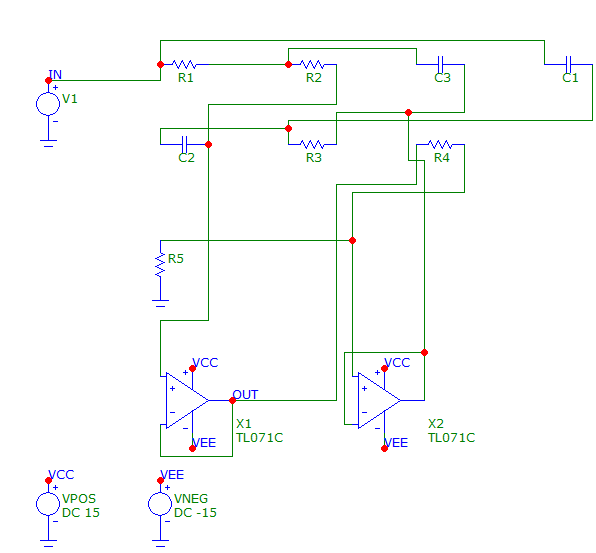 IN
V1
R1
R2
C3
C1
C2
R3
R4
R5
VCC
VCC
OUT
X1
TL071C
X2
TL071C
VEE
VEE
VCC
VEE
VPOS
DC 15
VNEG
DC -15